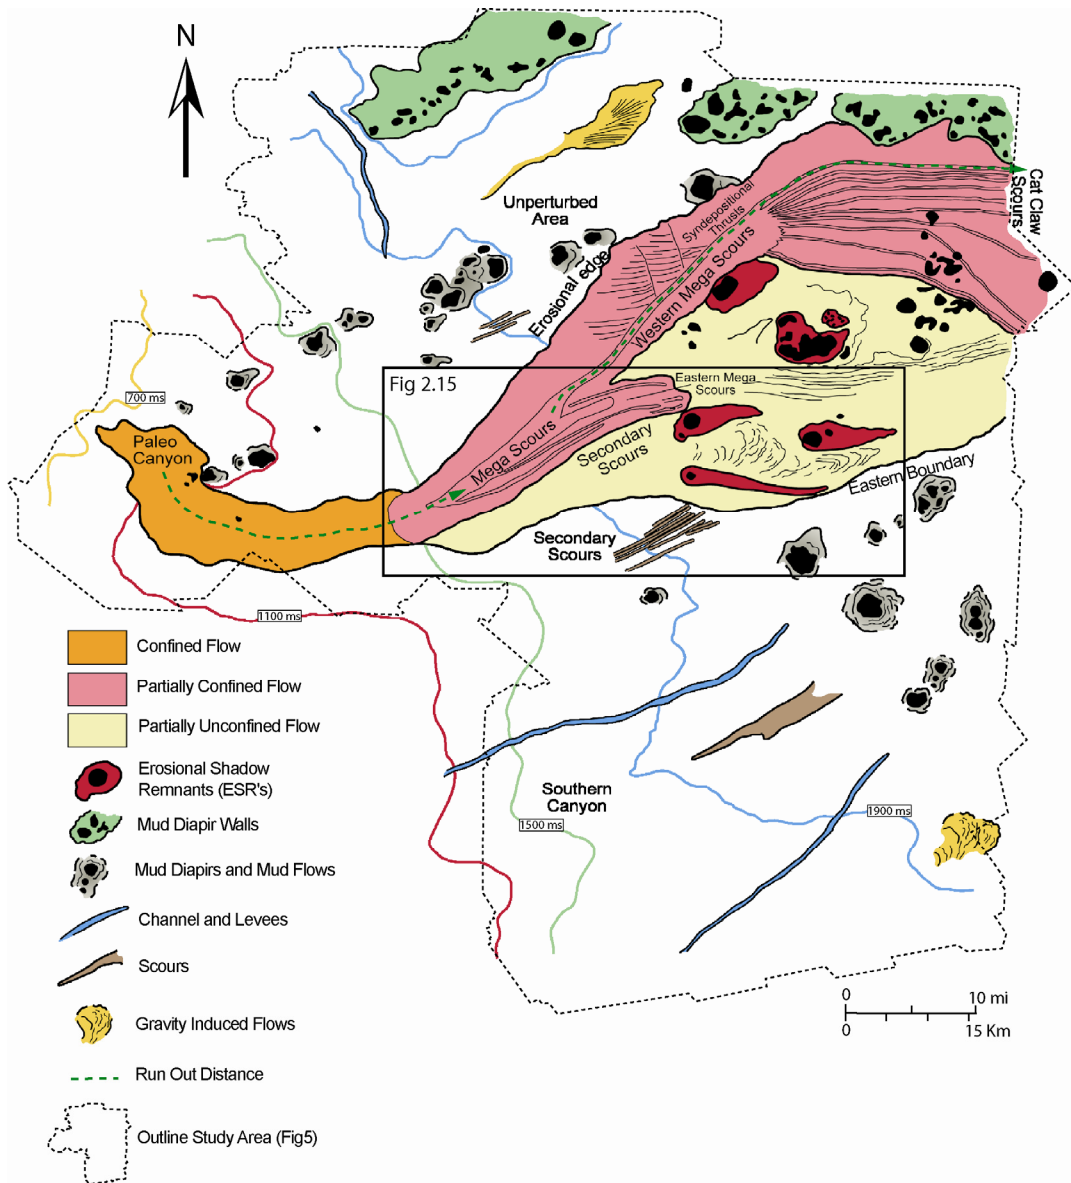 N
Unperturbed
Area
Syndepositional
Thrusts
Cat Claw
Scours
Erosional edge
Western Mega Scours
Fig 2.15
Eastern Mega
Scours
700 ms
Paleo
Canyon
Mega Scours
Secondary
Scours
Eastern Boundary
Secondary
Scours
1100 ms
Confined Flow
Partially Confined Flow
Partially Unconfined Flow
Erosional Shadow
Remnants (ESR's)
Mud Diapir Walls
Mud Diapirs and Mud Flows
Channel and Levees
Scours
Gravity Induced Flows
Run Out Distance
Outline Study Area (Fig5)
Southern
Canyon
1500 ms
1900 ms
0 10 mi
0 15 Km